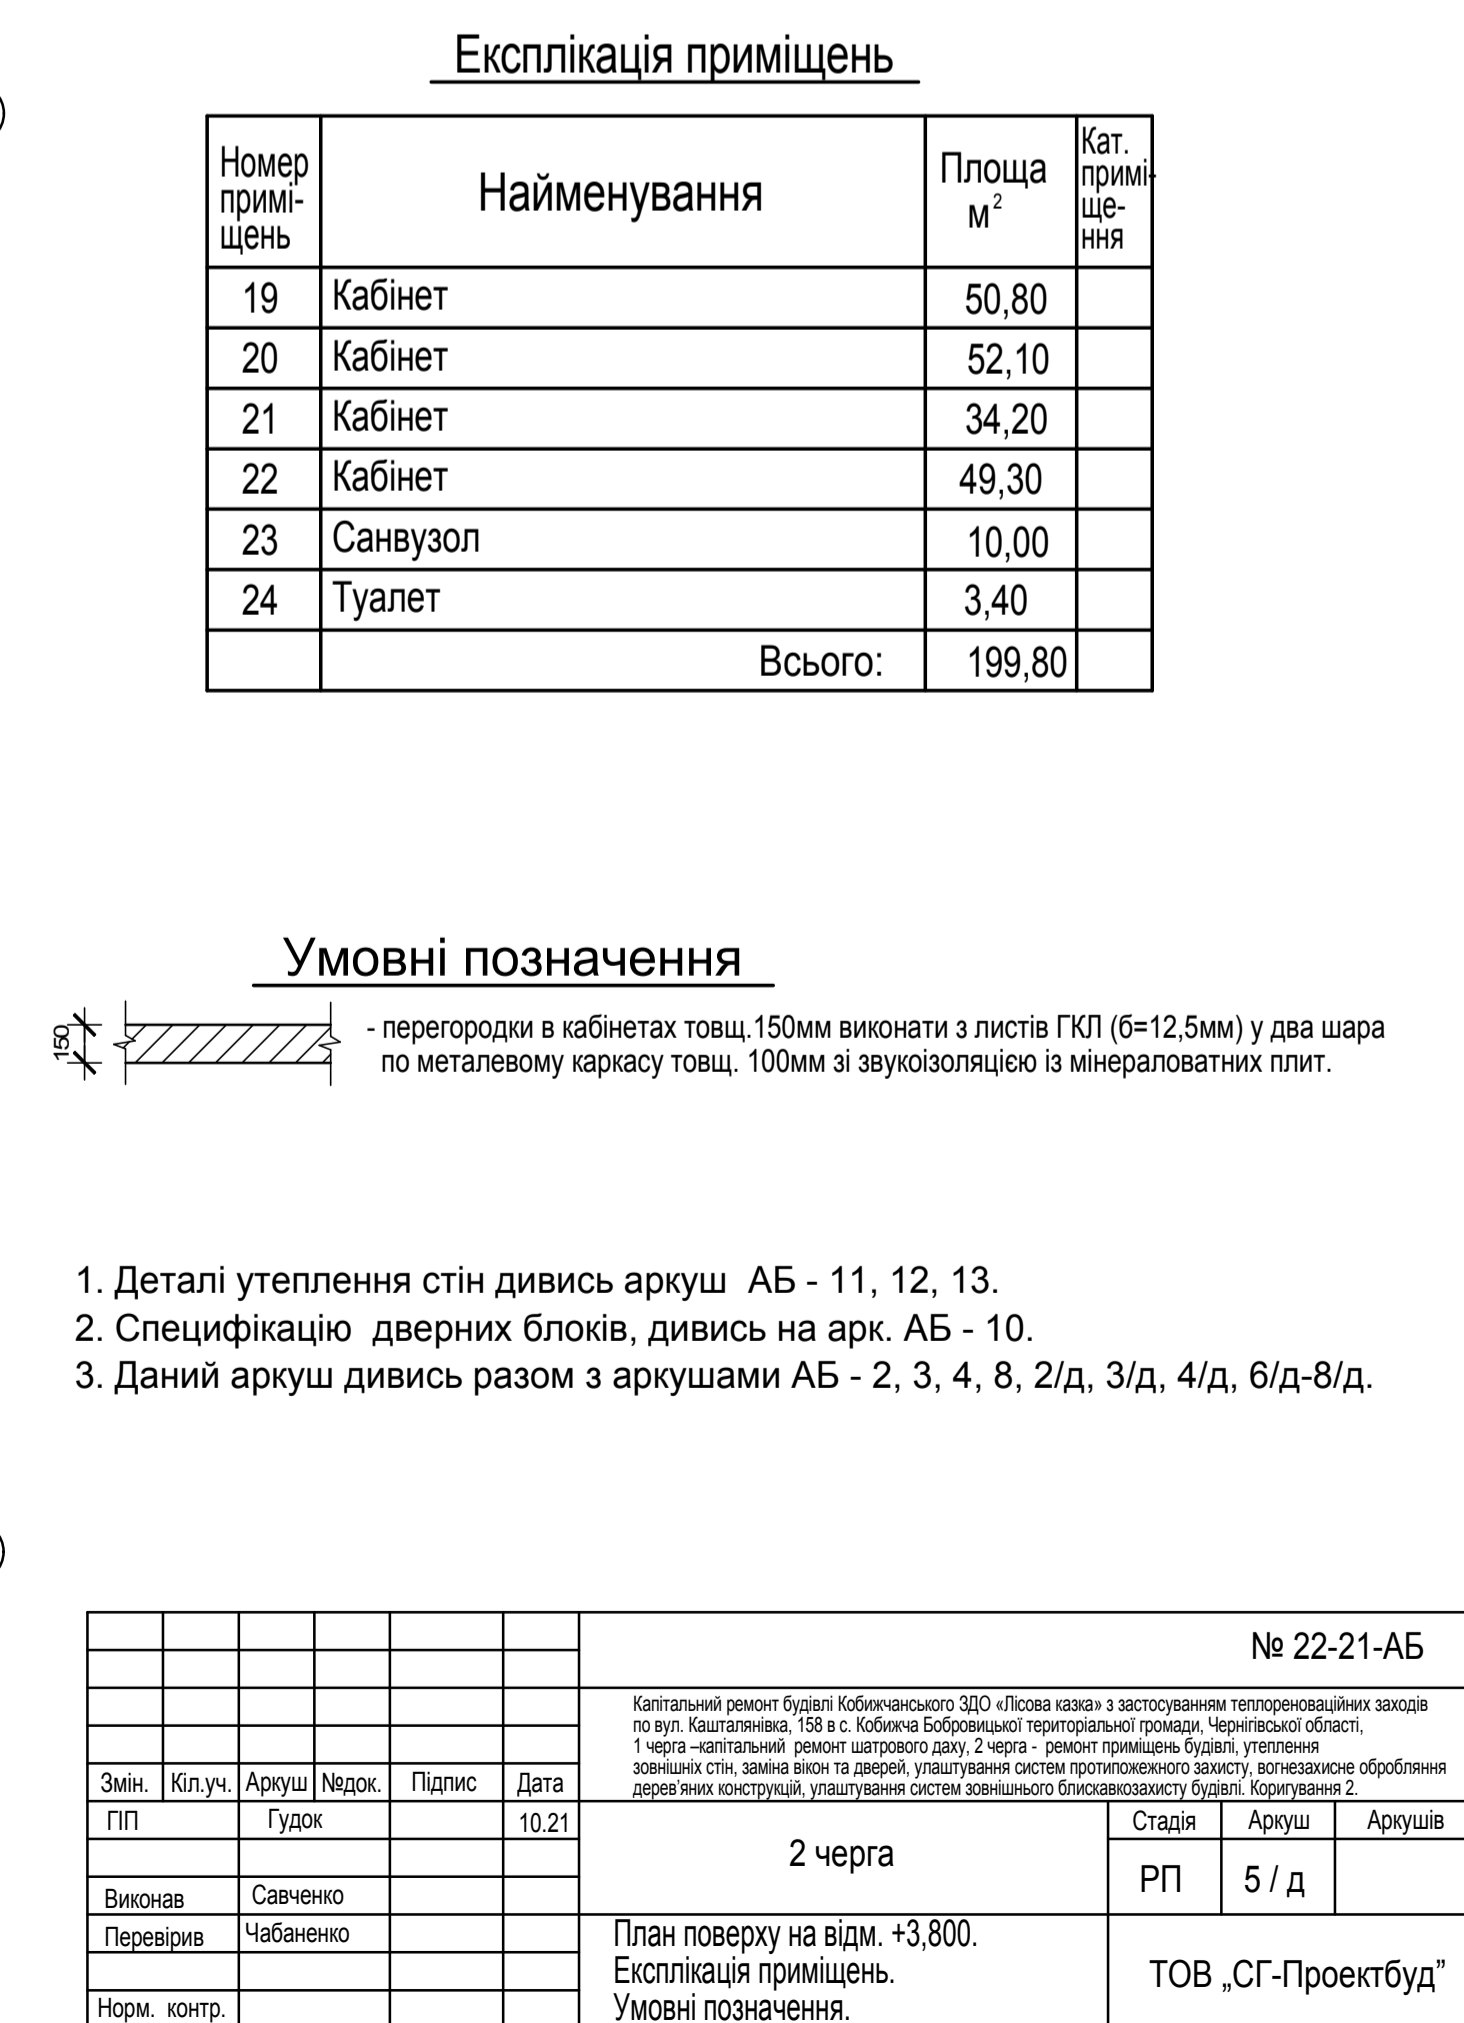 Експлікація приміщень
Номер
примі-
щень
Найменування
Площа
м²
Кат.
примі-
ще-
ння
19 Кабінет 50,80
20 Кабінет 52,10
21 Кабінет 34,20
22 Кабінет 49,30
23 Санвузол 10,00
24 Туалет 3,40
Всього: 199,80
Умовні позначення
150
- перегородки в кабінетах товщ.150мм виконати з листів ГКЛ (б=12,5мм) у два шара
по металевому каркасу товщ. 100мм зі звукоізоляцією із мінераловатних плит.
1. Деталі утеплення стін дивись аркуш АБ - 11, 12, 13.
2. Специфікацію дверних блоків, дивись на арк. АБ - 10.
3. Даний аркуш дивись разом з аркушами АБ - 2, 3, 4, 8, 2/д, 3/д, 4/д, 6/д-8/д.
№ 22-21-АБ
Капітальний ремонт будівлі Кобижчанського ЗДО «Лісова казка» з застосуванням теплореноваційних заходів
по вул. Кашталянівка, 158 в с. Кобижча Бобровицької територіальної громади, Чернігівської області,
1 черга –капітальний ремонт шатрового даху, 2 черга - ремонт приміщень будівлі, утеплення
зовнішніх стін, заміна вікон та дверей, улаштування систем протипожежного захисту, вогнезахисне обробляння
дерев’яних конструкцій, улаштування систем зовнішнього блискавкозахисту будівлі. Коригування 2.
Змін. Кіл.уч. Аркуш №док. Підпис Дата
ГІП Гудок 10.21
Виконав Савченко
Перевірив Чабаненко
Норм. контр.
2 черга
Стадія Аркуш Аркушів
РП 5 / д
План поверху на відм. +3,800.
Експлікація приміщень.
Умовні позначення.
ТОВ „СГ-Проектбуд”